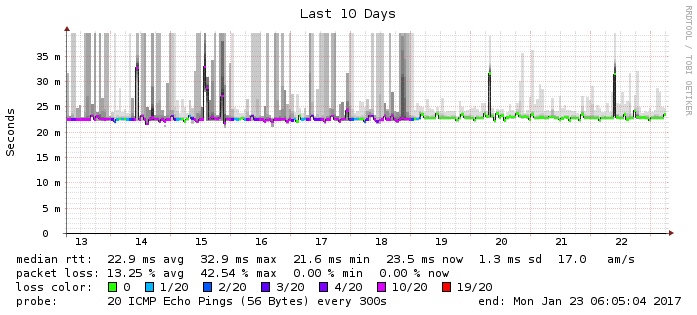 Last 10 Days
RRDTOOL / TOBI OETIKER
Seconds
35 m
30 m
25 m
20 m
15 m
10 m
5 m
0
13 14 15 16 17 18 19 20 21 22
median rtt: 22.9 ms avg 32.9 ms max 21.6 ms min 23.5 ms now 1.3 ms sd 17.0 am/s
packet loss: 13.25 % avg 42.54 % max 0.00 % min 0.00 % now
loss color: 0 1/20 2/20 3/20 4/20 10/20 19/20
probe: 20 ICMP Echo Pings (56 Bytes) every 300s end: Mon Jan 23 06:05:04 2017